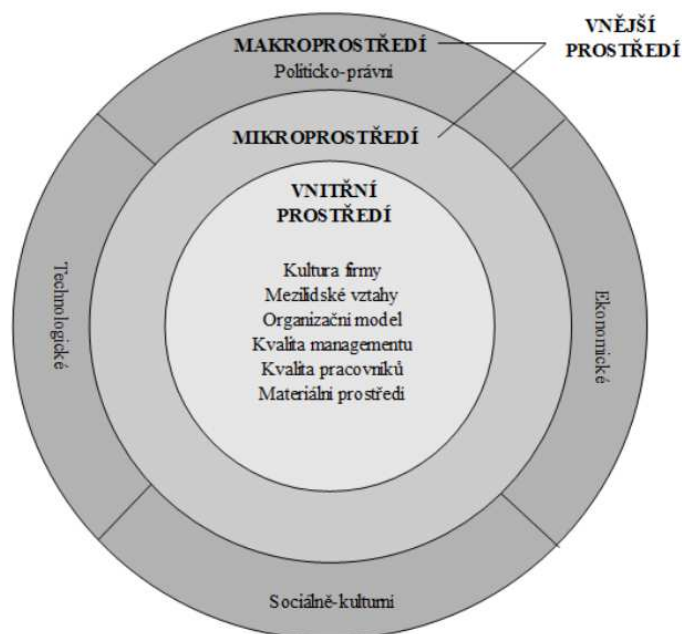 MAKROPROSTŘEDÍ
Politicko-právní
VNĚJŠÍ
PROSTŘEDÍ
MIKROPROSTŘEDÍ
VNITŘNÍ
PROSTŘEDÍ
Kultura firmy
Mezilidské vztahy
Organizační model
Kvalita managementu
Kvalita pracovníků
Materiální prostředí
Technologické
Ekonomické
Sociálně-kulturní